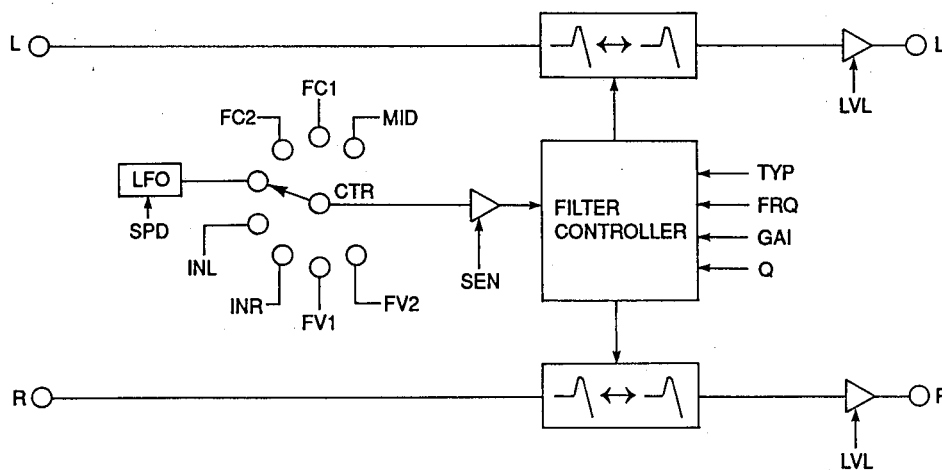 L
L
LVL
FC1
FC2
MID
LFO
CTR
SPD
INL
INR
FV1
FV2
SEN
FILTER
CONTROLLER
TYP
FRQ
GAI
Q
R
R
LVL